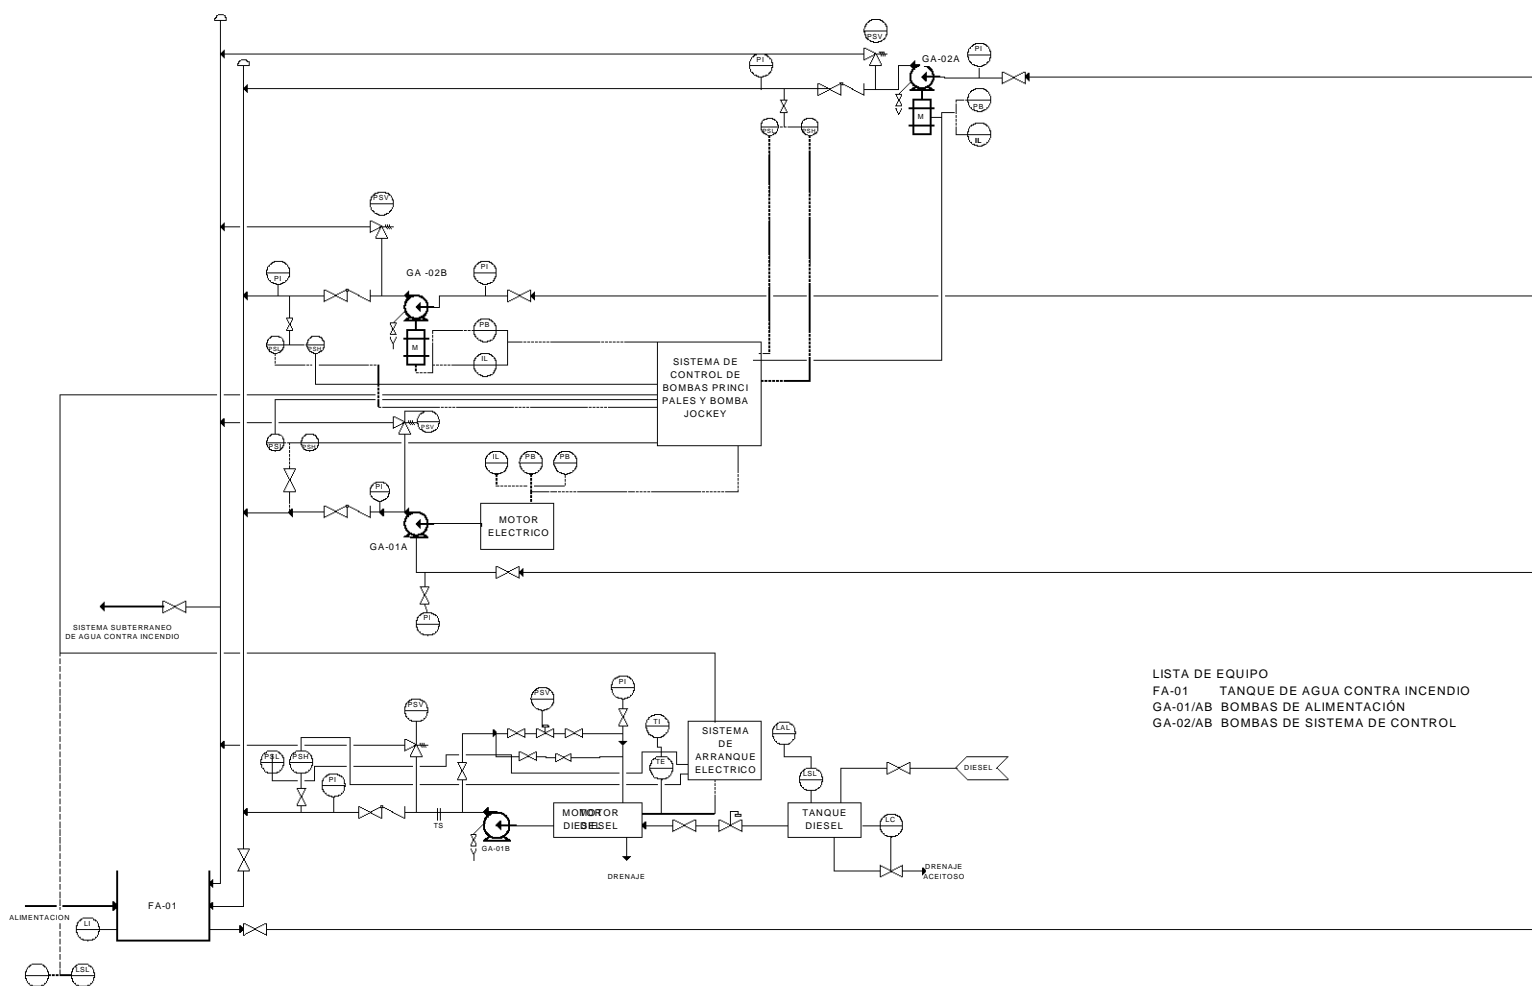 PSV
PI
GA-02A
PI
PB
M
PSL
PSH
IL
PSV
PI
GA -02B
PI
PB
M
PSL
PSH
IL
SISTEMA DE
CONTROL DE
BOMBAS PRINCI
PALES Y BOMBA
JOCKEY
PSV
PSL
PSH
IL
PB
PB
PI
MOTOR
ELECTRICO
GA-01A
PI
SISTEMA SUBTERRANEO
DE AGUA CONTRA INCENDIO
LISTA DE EQUIPO
FA-01 TANQUE DE AGUA CONTRA INCENDIO
GA-01/AB BOMBAS DE ALIMENTACIÓN
GA-02/AB BOMBAS DE SISTEMA DE CONTROL
PSV
PSV
PI
TI
SISTEMA
DE
ARRANQUE
ELECTRICO
LAL
PSL
PSH
TE
LSL
DIESEL
PI
TS
GA-01B
MOTOR
DIESEL
MOTOR
DIESEL
TANQUE
DIESEL
LC
DRENAJE
DRENAJE
ACEITOSO
ALIMENTACION
FA-01
LI
LSL